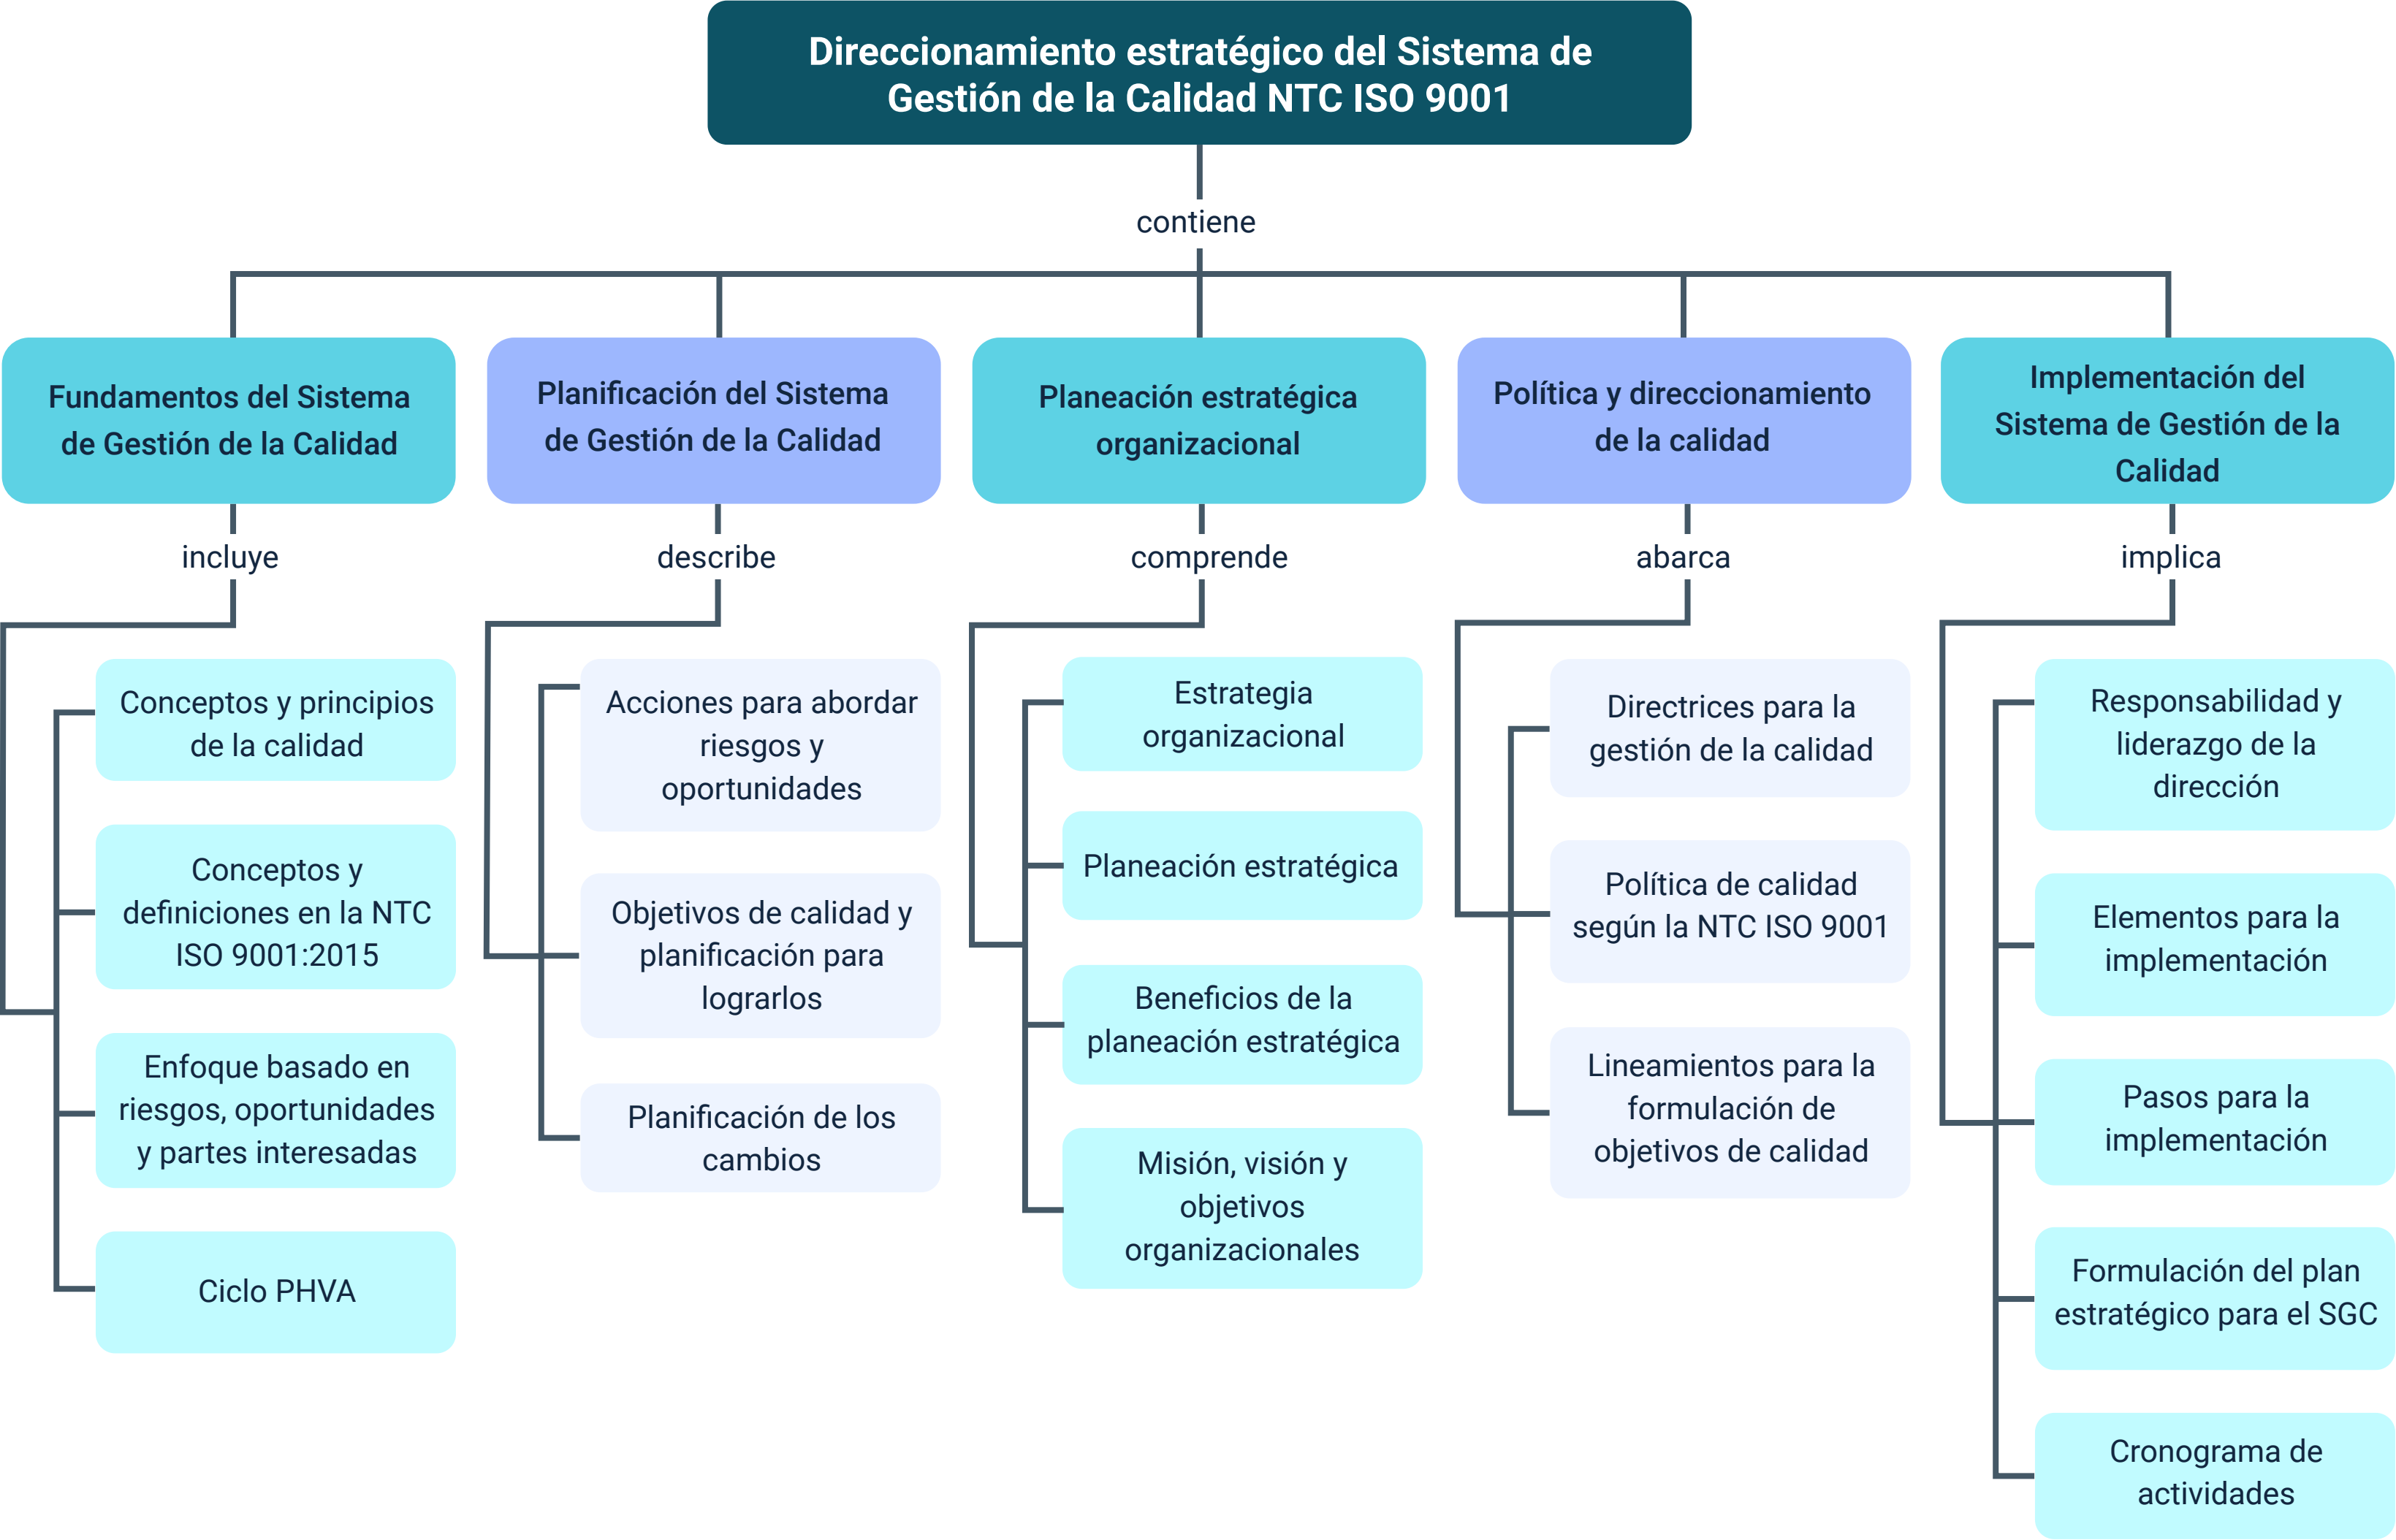 Direccionamiento estratégico del Sistema de
Gestión de la Calidad NTC ISO 9001
contiene
Fundamentos del Sistema
de Gestión de la Calidad
incluye
Conceptos y principios
de la calidad
Conceptos y
definiciones en la NTC
ISO 9001:2015
Enfoque basado en
riesgos, oportunidades
y partes interesadas
Ciclo PHVA
Planificación del Sistema
de Gestión de la Calidad
describe
Acciones para abordar
riesgos y
oportunidades
Objetivos de calidad y
planificación para
lograrlos
Planificación de los
cambios
Planeación estratégica
organizacional
comprende
Estrategia
organizacional
Planeación estratégica
Beneficios de la
planeación estratégica
Misión, visión y
objetivos
organizacionales
Política y direccionamiento
de la calidad
abarca
Directrices para la
gestión de la calidad
Política de calidad
según la NTC ISO 9001
Lineamientos para la
formulación de
objetivos de calidad
Implementación del
Sistema de Gestión de la
Calidad
implica
Responsabilidad y
liderazgo de la
dirección
Elementos para la
implementación
Pasos para la
implementación
Formulación del plan
estratégico para el SGC
Cronograma de
actividades